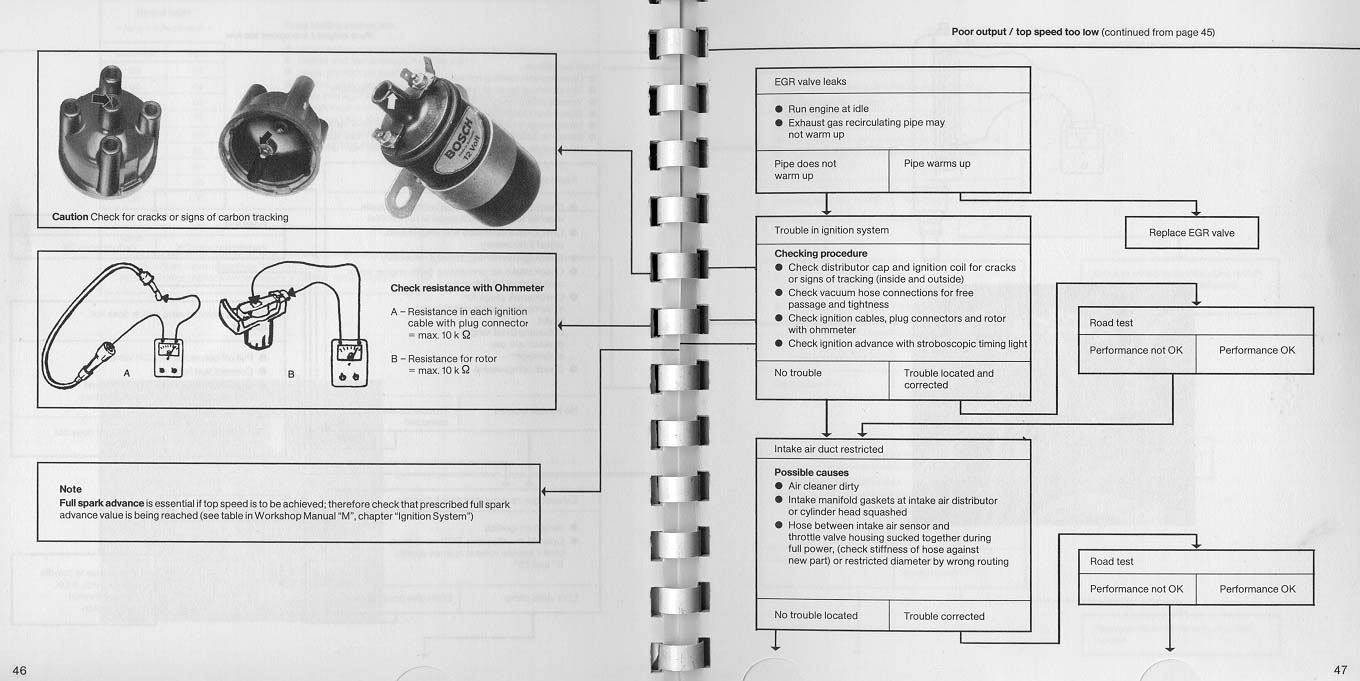 BOSCH
12 Volt
Caution Check for cracks or signs of carbon tracking
Check resistance with Ohmmeter
A – Resistance in each ignition
cable with plug connector
= max. 10 k Ω
B – Resistance for rotor
= max. 10 k Ω
A
B
Note
Full spark advance is essential if top speed is to be achieved; therefore check that prescribed full spark
advance value is being reached (see table in Workshop Manual "M", chapter "Ignition System")
46
Poor output / top speed too low (continued from page 45)
EGR valve leaks
● Run engine at idle
● Exhaust gas recirculating pipe may
not warm up
Pipe does not
warm up
Pipe warms up
Replace EGR valve
Trouble in ignition system
Checking procedure
● Check distributor cap and ignition coil for cracks
or signs of tracking (inside and outside)
● Check vacuum hose connections for free
passage and tightness
● Check ignition cables, plug connectors and rotor
with ohmmeter
● Check ignition advance with stroboscopic timing light
No trouble
Trouble located and
corrected
Road test
Performance not OK
Performance OK
Intake air duct restricted
Possible causes
● Air cleaner dirty
● Intake manifold gaskets at intake air distributor
or cylinder head squashed
● Hose between intake air sensor and
throttle valve housing sucked together during
full power, (check stiffness of hose against
new part) or restricted diameter by wrong routing
No trouble located
Trouble corrected
Road test
Performance not OK
Performance OK
47